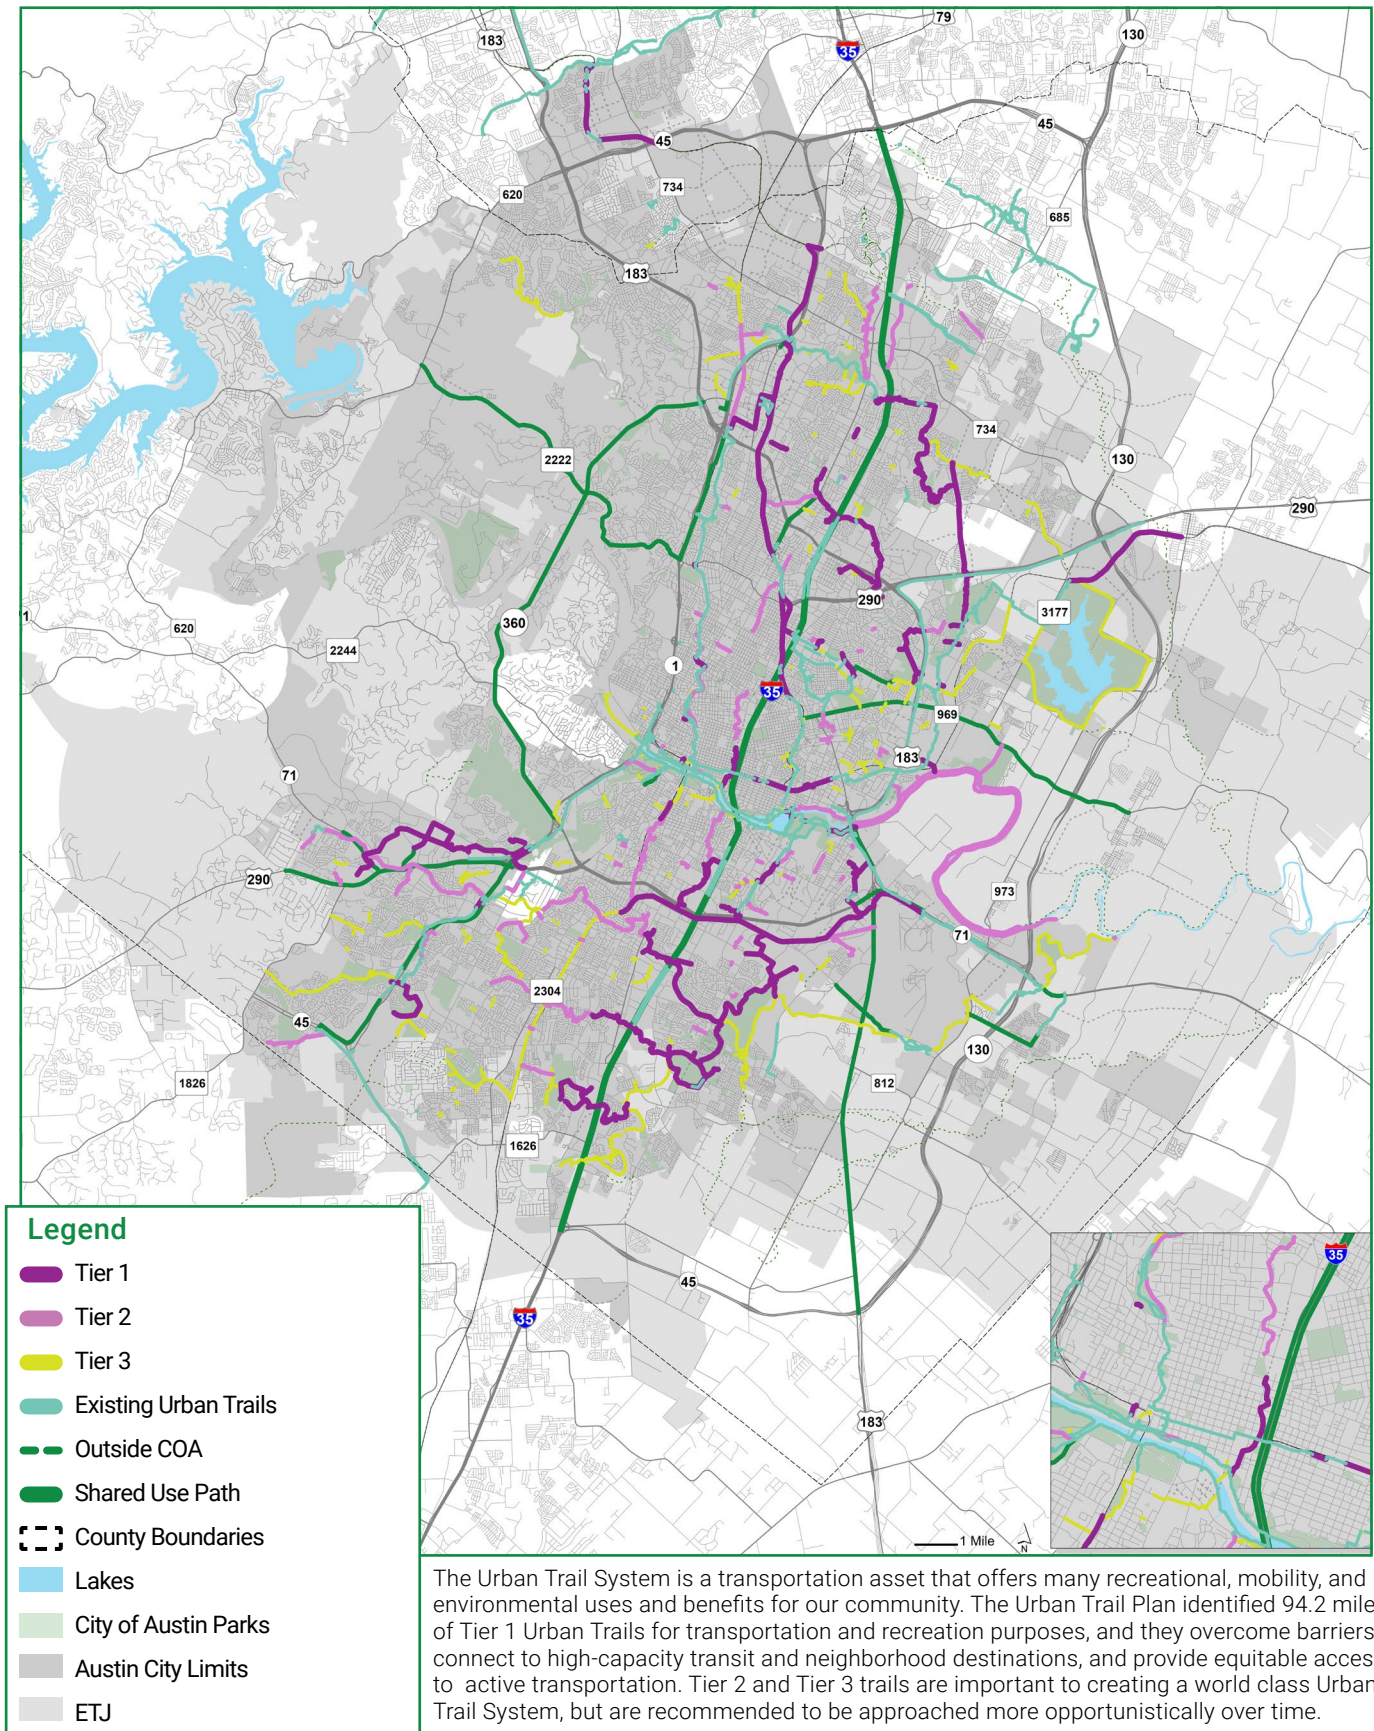 79
183
35
130
45
45
620
734
685
183
734
2222
130
290
290
3177
360
620
2244
1
1
35
969
183
71
290
973
71
2304
45
130
1826
812
1626
45
35
183
1 Mile
N
35
Legend
Tier 1
Tier 2
Tier 3
Existing Urban Trails
Outside COA
Shared Use Path
County Boundaries
Lakes
City of Austin Parks
Austin City Limits
ETJ
The Urban Trail System is a transportation asset that offers many recreational, mobility, and
environmental uses and benefits for our community. The Urban Trail Plan identified 94.2 mile
of Tier 1 Urban Trails for transportation and recreation purposes, and they overcome barriers
connect to high-capacity transit and neighborhood destinations, and provide equitable acces
to active transportation. Tier 2 and Tier 3 trails are important to creating a world class Urban
Trail System, but are recommended to be approached more opportunistically over time.